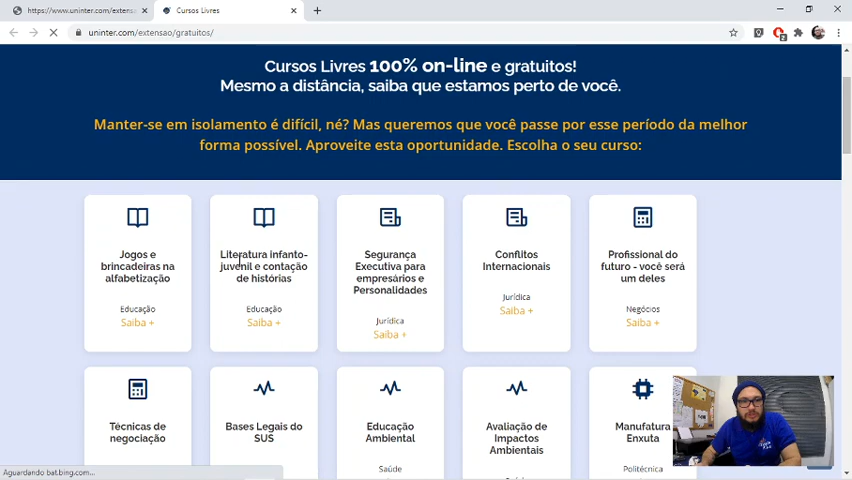 https://www.uninter.com/extens
Cursos Livres
uninter.com/extensao/gratuitos/
Cursos Livres 100% on-line e gratuitos!
Mesmo a distância, saiba que estamos perto de você.
Manter-se em isolamento é difícil, né? Mas queremos que você passe por esse período da melhor
forma possível. Aproveite esta oportunidade. Escolha o seu curso:
Jogos e
brincadeiras na
alfabetização
Educação
Saiba +
Literatura infanto-
juvenil e contação
de histórias
Educação
Saiba +
Segurança
Executiva para
empresários e
Personalidades
Jurídica
Saiba +
Conflitos
Internacionais
Jurídica
Saiba +
Profissional do
futuro - você será
um deles
Negócios
Saiba +
Técnicas de
negociação
Bases Legais do
SUS
Educação
Ambiental
Saúde
Avaliação de
Impactos
Ambientais
Manufatura
Enxuta
Politécnica
Aguardando bat.bing.com...